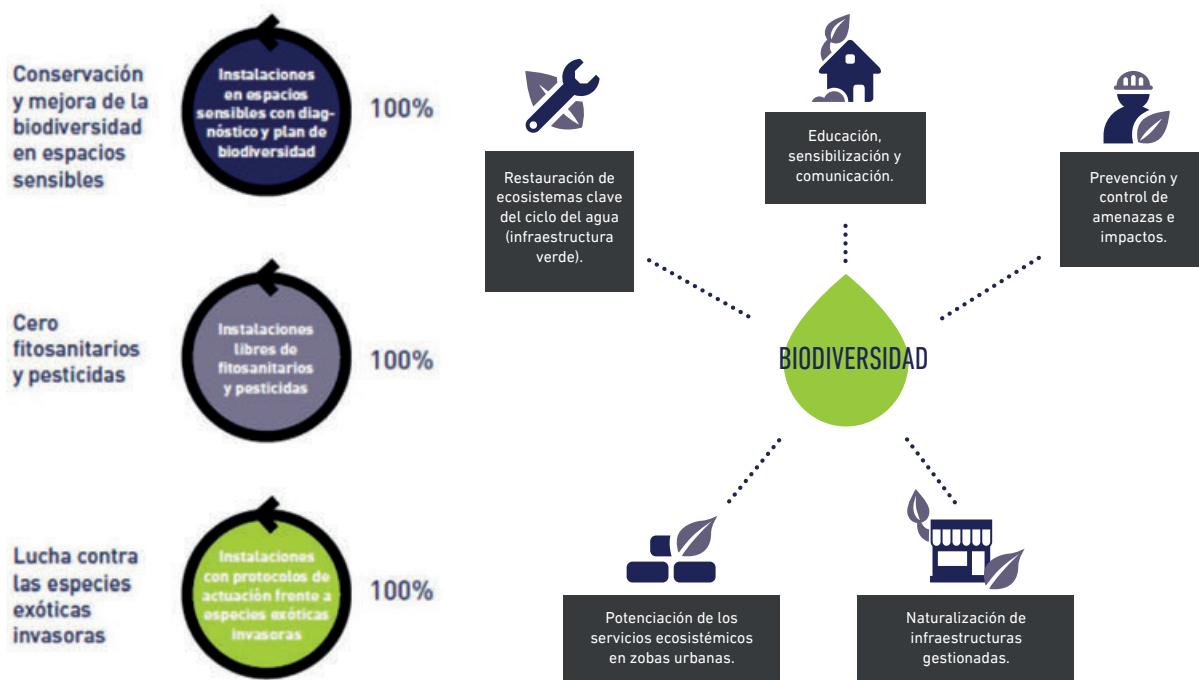 Conservación
y mejora de la
biodiversidad
en espacios
sensibles
Instalaciones
en espacios
sensibles con diag-
nóstico y plan de
biodiversidad
100%
Cero
fitosanitarios
y pesticidas
Instalaciones
libres de
fitosanitarios
y pesticidas
100%
Lucha contra
las especies
exóticas
invasoras
Instalaciones
con protocolos de
actuación frente a
especies exóticas
invasoras
100%
Restauración de
ecosistemas clave
del ciclo del agua
(infraestructura
verde).
Educación,
sensibilización y
comunicación.
Prevención y
control de
amenazas e
impactos.
BIODIVERSIDAD
Potenciación de los
servicios ecosistémicos
en zobas urbanas.
Naturalización de
infraestructuras
gestionadas.